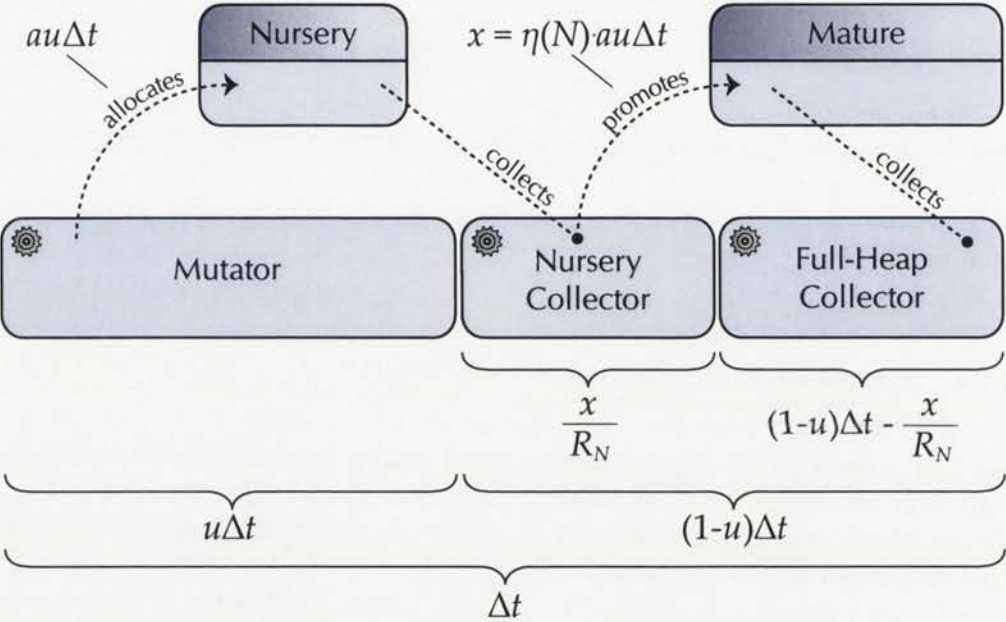 auΔt
Nursery
x = η(N)·auΔt
Mature
allocates
collects
promotes
collects
Mutator
Nursery
Collector
Full-Heap
Collector
x
R_N
(1-u)Δt - x
R_N
uΔt
(1-u)Δt
Δt